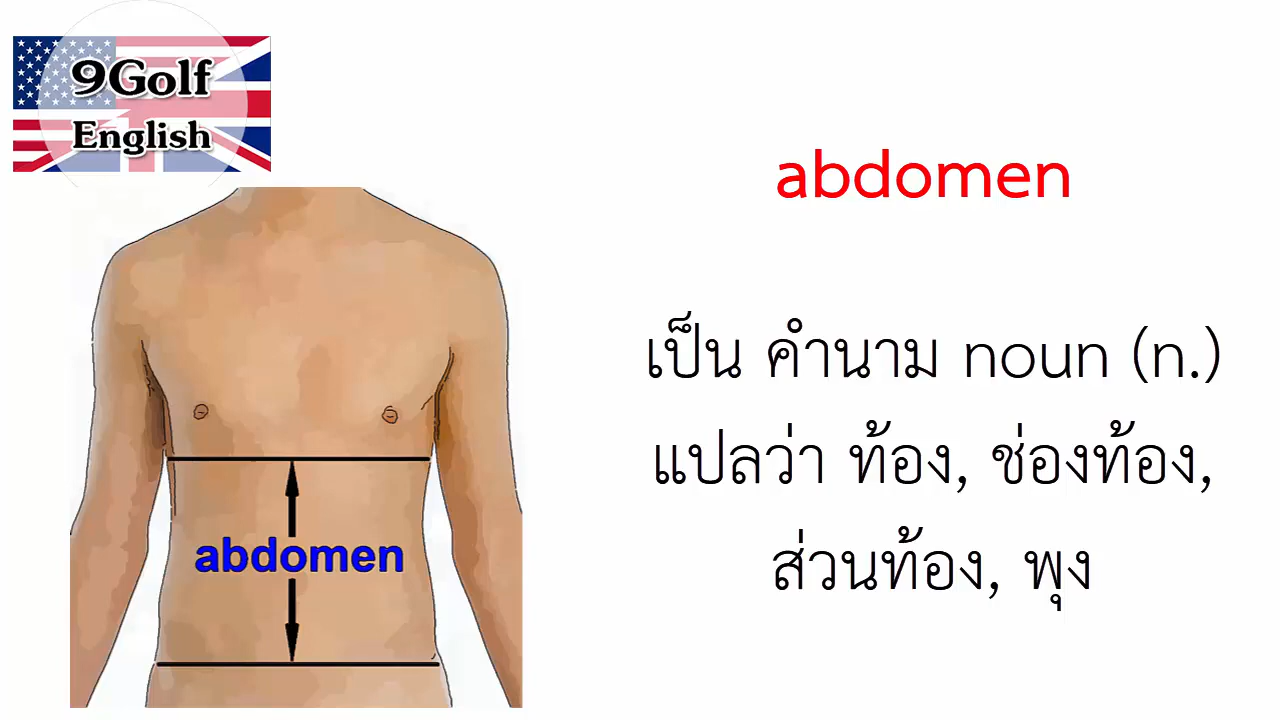 9Golf
English
abdomen
เป็น คำนาม noun (n.)
แปลว่า ท้อง, ช่องท้อง,
ส่วนท้อง, พุง
abdomen